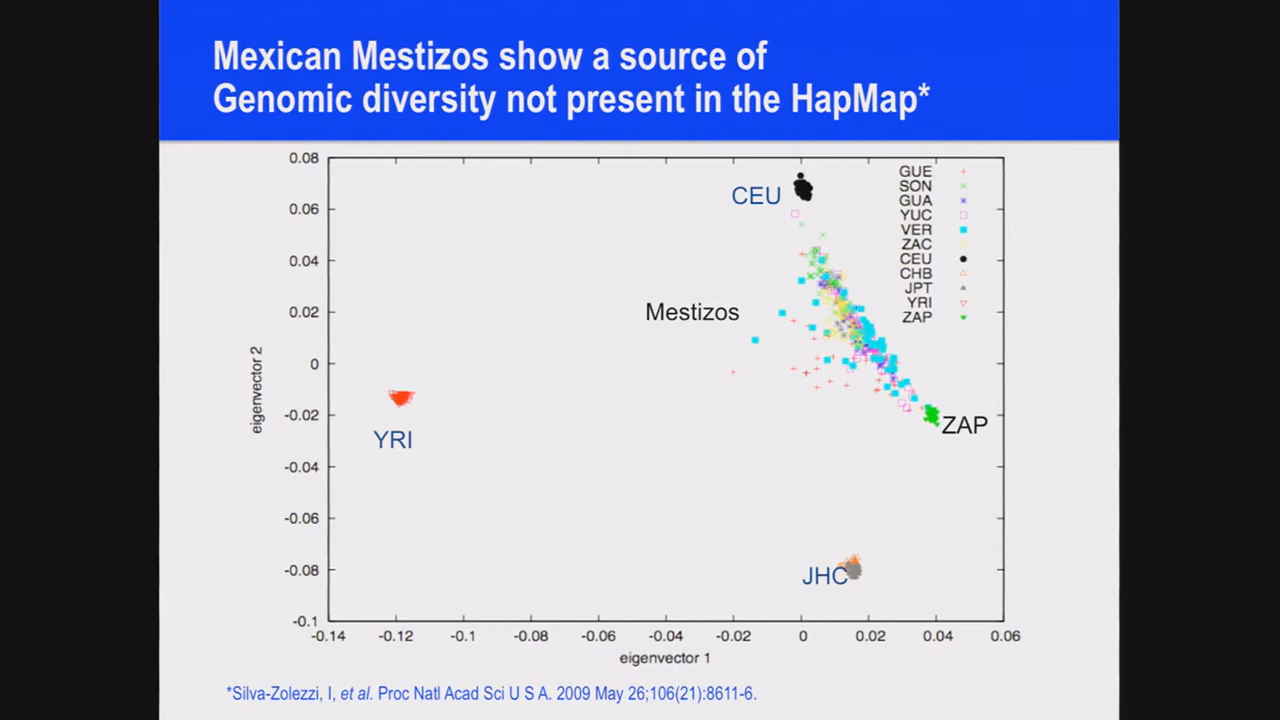 Mexican Mestizos show a source of
Genomic diversity not present in the HapMap*
0.08
0.06
0.04
0.02
0
-0.02
-0.04
-0.06
-0.08
-0.1
eigenvector 2
CEU
Mestizos
YRI
ZAP
JHC
GUE
SON
GUA
YUC
VER
ZAC
CEU
CHB
JPT
YRI
ZAP
-0.14 -0.12 -0.1 -0.08 -0.06 -0.04 -0.02 0 0.02 0.04 0.06
eigenvector 1
*Silva-Zolezzi, I, et al. Proc Natl Acad Sci U S A. 2009 May 26;106(21):8611-6.